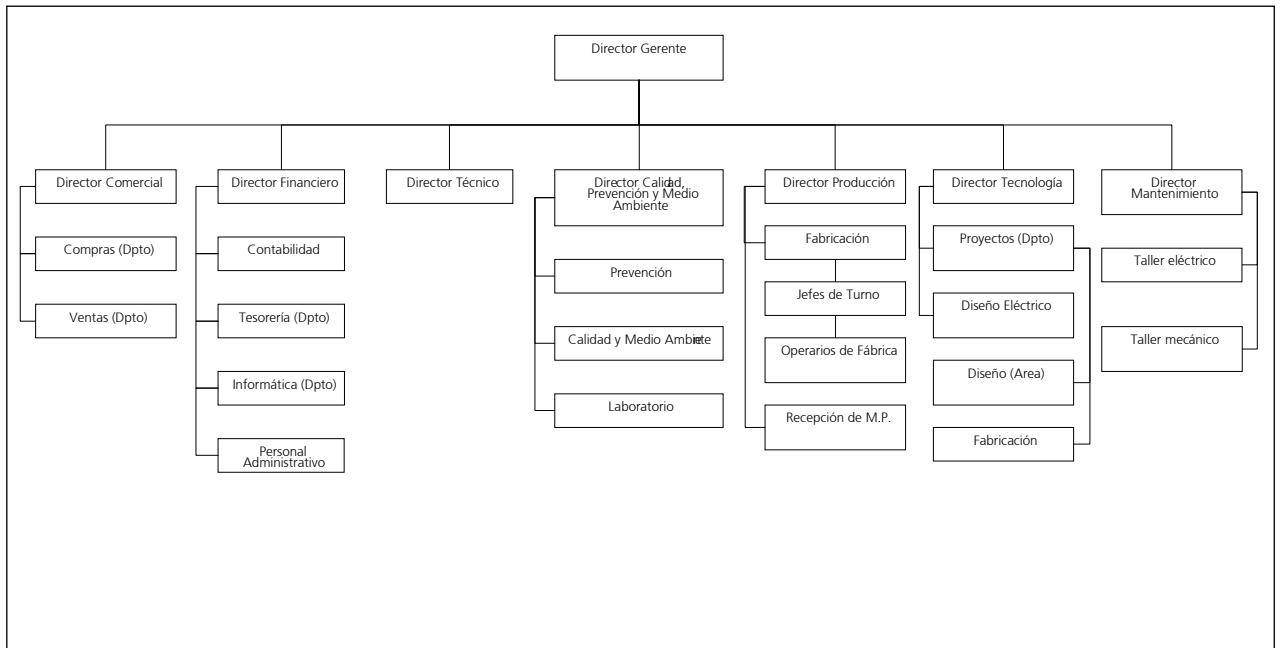 Director Gerente
Director Comercial
Compras (Dpto)
Ventas (Dpto)
Director Financiero
Contabilidad
Tesorería (Dpto)
Informática (Dpto)
Personal
Administrativo
Director Técnico
Director Calidad,
Prevención y Medio
Ambiente
Prevención
Calidad y Medio Ambiente
Laboratorio
Director Producción
Fabricación
Jefes de Turno
Operarios de Fábrica
Recepción de M.P.
Director Tecnología
Proyectos (Dpto)
Diseño Eléctrico
Diseño (Area)
Fabricación
Director
Mantenimiento
Taller eléctrico
Taller mecánico